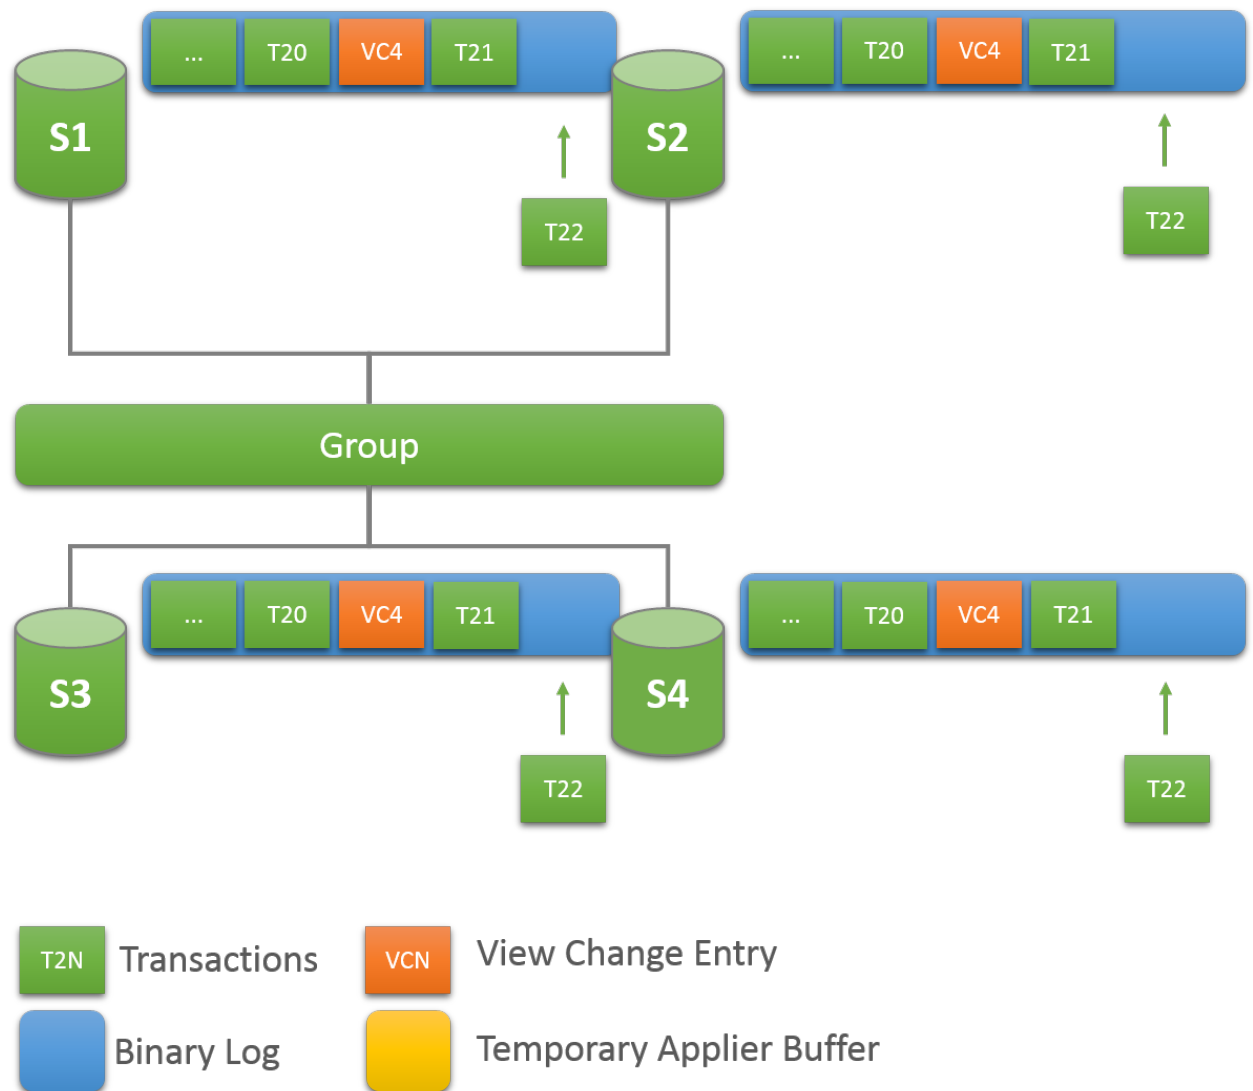 ... T20 VC4 T21
... T20 VC4 T21
S1
S2
T22
T22
Group
... T20 VC4 T21
... T20 VC4 T21
S3
S4
T22
T22
T2N Transactions
VCN View Change Entry
Binary Log
Temporary Applier Buffer